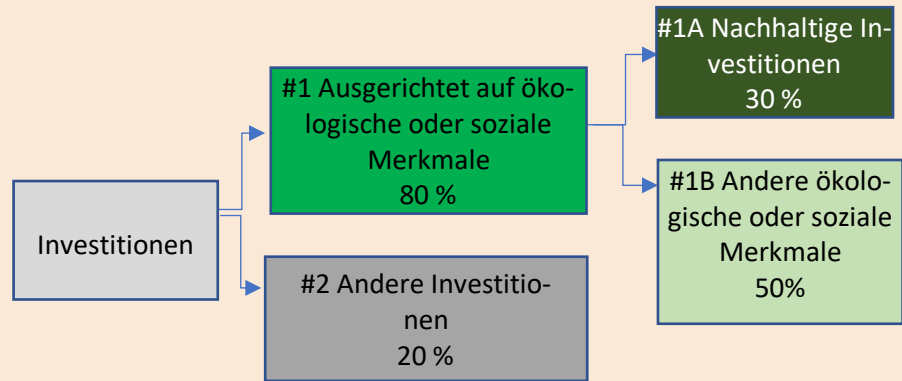 Investitionen
#1 Ausgerichtet auf öko-
logische oder soziale
Merkmale
80 %
#2 Andere Investitio-
nen
20 %
#1A Nachhaltige In-
vestitionen
30 %
#1B Andere ökolo-
gische oder soziale
Merkmale
50%